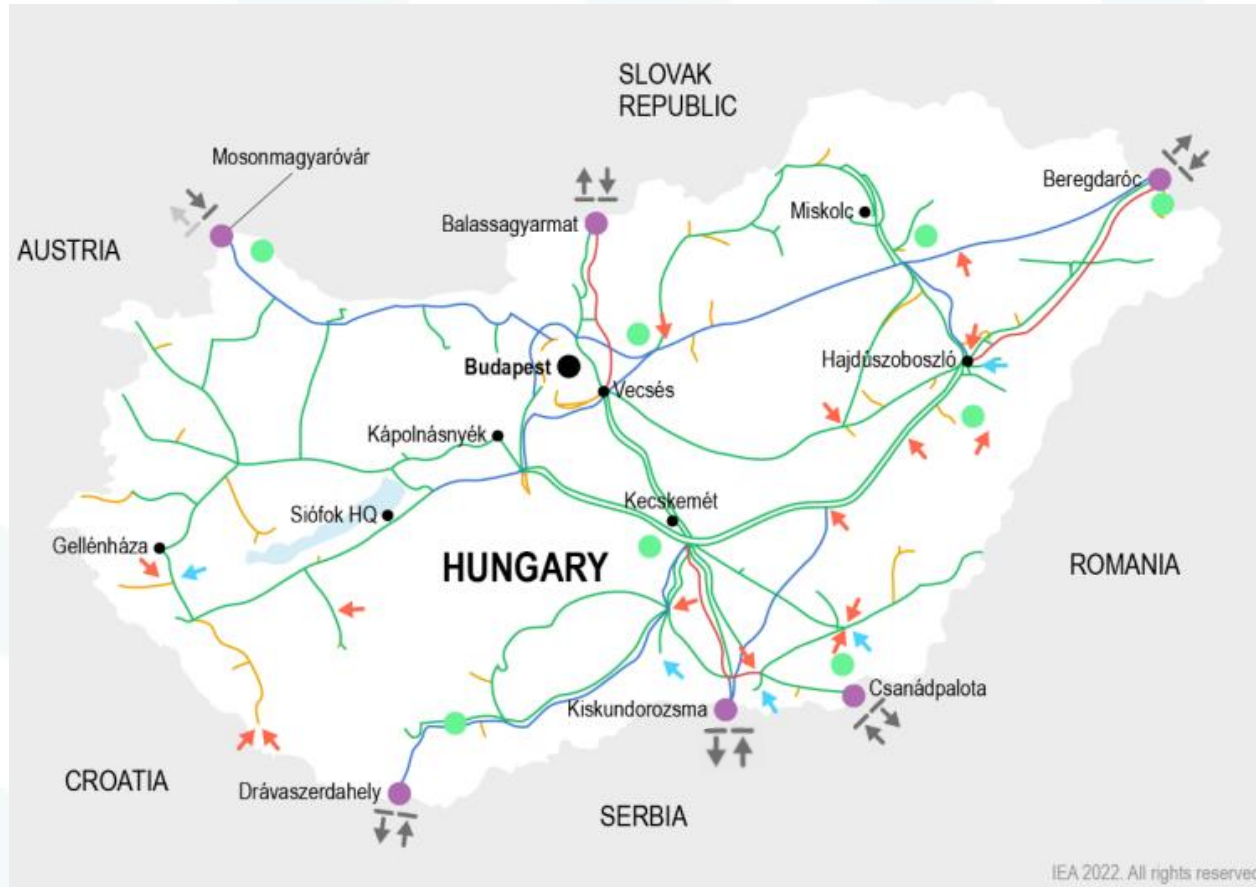 SLOVAK
REPUBLIC
Mosonmagyaróvár
Beregdaróc
Miskolc
Balassagyarmat
AUSTRIA
Budapest
Hajdúszoboszló
Vecsés
Kápolnásnyék
Kecskemét
Siófok HQ
Gellénháza
HUNGARY
ROMANIA
Csanádpalota
Kiskundorozsma
CROATIA
Drávaszerdahely
SERBIA
IEA 2022. All rights reserved